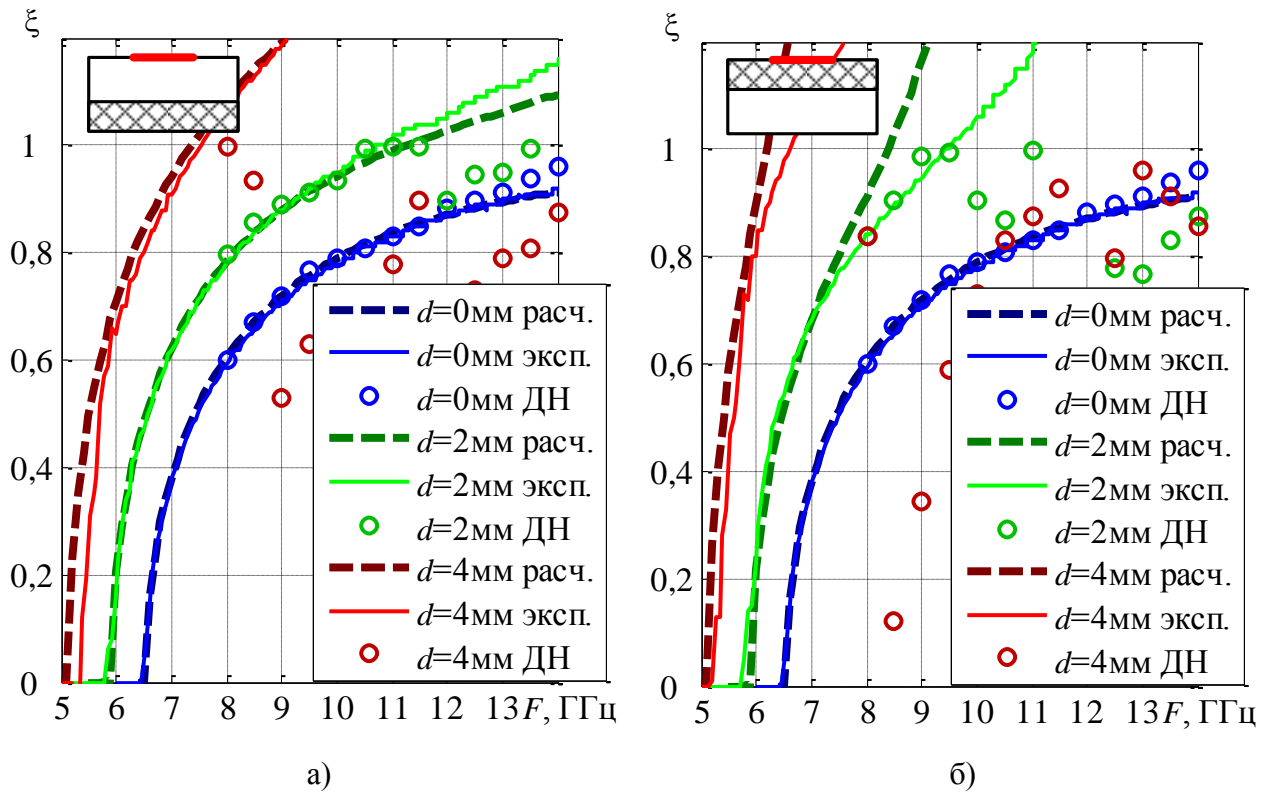 ξ
1
0,8
0,6
0,4
0,2
0
5 6 7 8 9 10 11 12 13 F, ГГц
d=0мм расч.
d=0мм эксп.
d=0мм ДН
d=2мм расч.
d=2мм эксп.
d=2мм ДН
d=4мм расч.
d=4мм эксп.
d=4мм ДН
а)
ξ
1
0,8
0,6
0,4
0,2
0
5 6 7 8 9 10 11 12 13 F, ГГц
d=0мм расч.
d=0мм эксп.
d=0мм ДН
d=2мм расч.
d=2мм эксп.
d=2мм ДН
d=4мм расч.
d=4мм эксп.
d=4мм ДН
б)